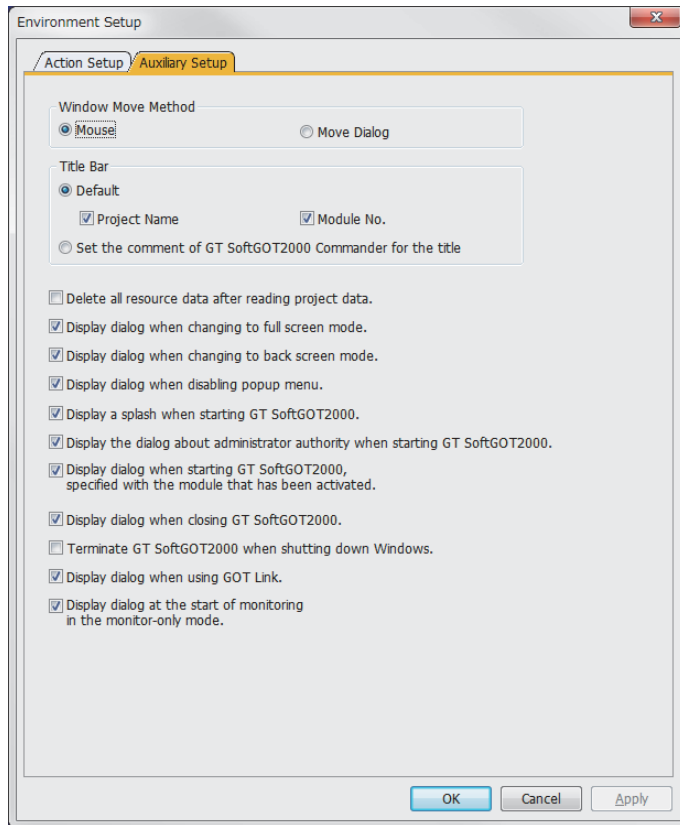 Environment Setup
Action Setup
Auxiliary Setup
Window Move Method
Mouse
Move Dialog
Title Bar
Default
Project Name
Module No.
Set the comment of GT SoftGOT2000 Commander for the title
Delete all resource data after reading project data.
Display dialog when changing to full screen mode.
Display dialog when changing to back screen mode.
Display dialog when disabling popup menu.
Display a splash when starting GT SoftGOT2000.
Display the dialog about administrator authority when starting GT SoftGOT2000.
Display dialog when starting GT SoftGOT2000,
specified with the module that has been activated.
Display dialog when closing GT SoftGOT2000.
Terminate GT SoftGOT2000 when shutting down Windows.
Display dialog when using GOT Link.
Display dialog at the start of monitoring
in the monitor-only mode.
OK
Cancel
Apply